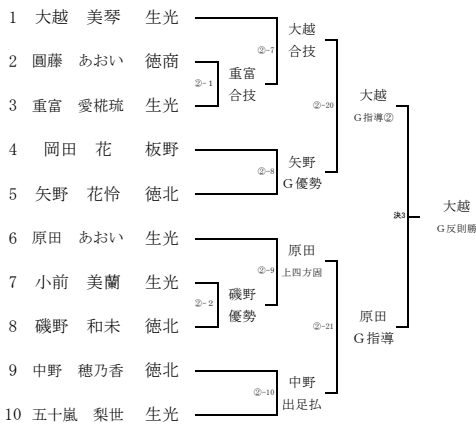 1 大越 美琴 生光
2 圓藤 あおい 徳商
3 重富 愛椛琉 生光
4 岡田 花 板野
5 矢野 花怜 徳北
6 原田 あおい 生光
7 小前 美蘭 生光
8 磯野 和未 徳北
9 中野 穂乃香 徳北
10 五十嵐 梨世 生光
②-1
重富
合技
②-2
磯野
優勢
②-7
大越
合技
②-8
矢野
G優勢
②-9
原田
上四方固
②-10
中野
出足払
②-20
大越
G指導②
②-21
原田
G指導
決3
大越
G反則勝